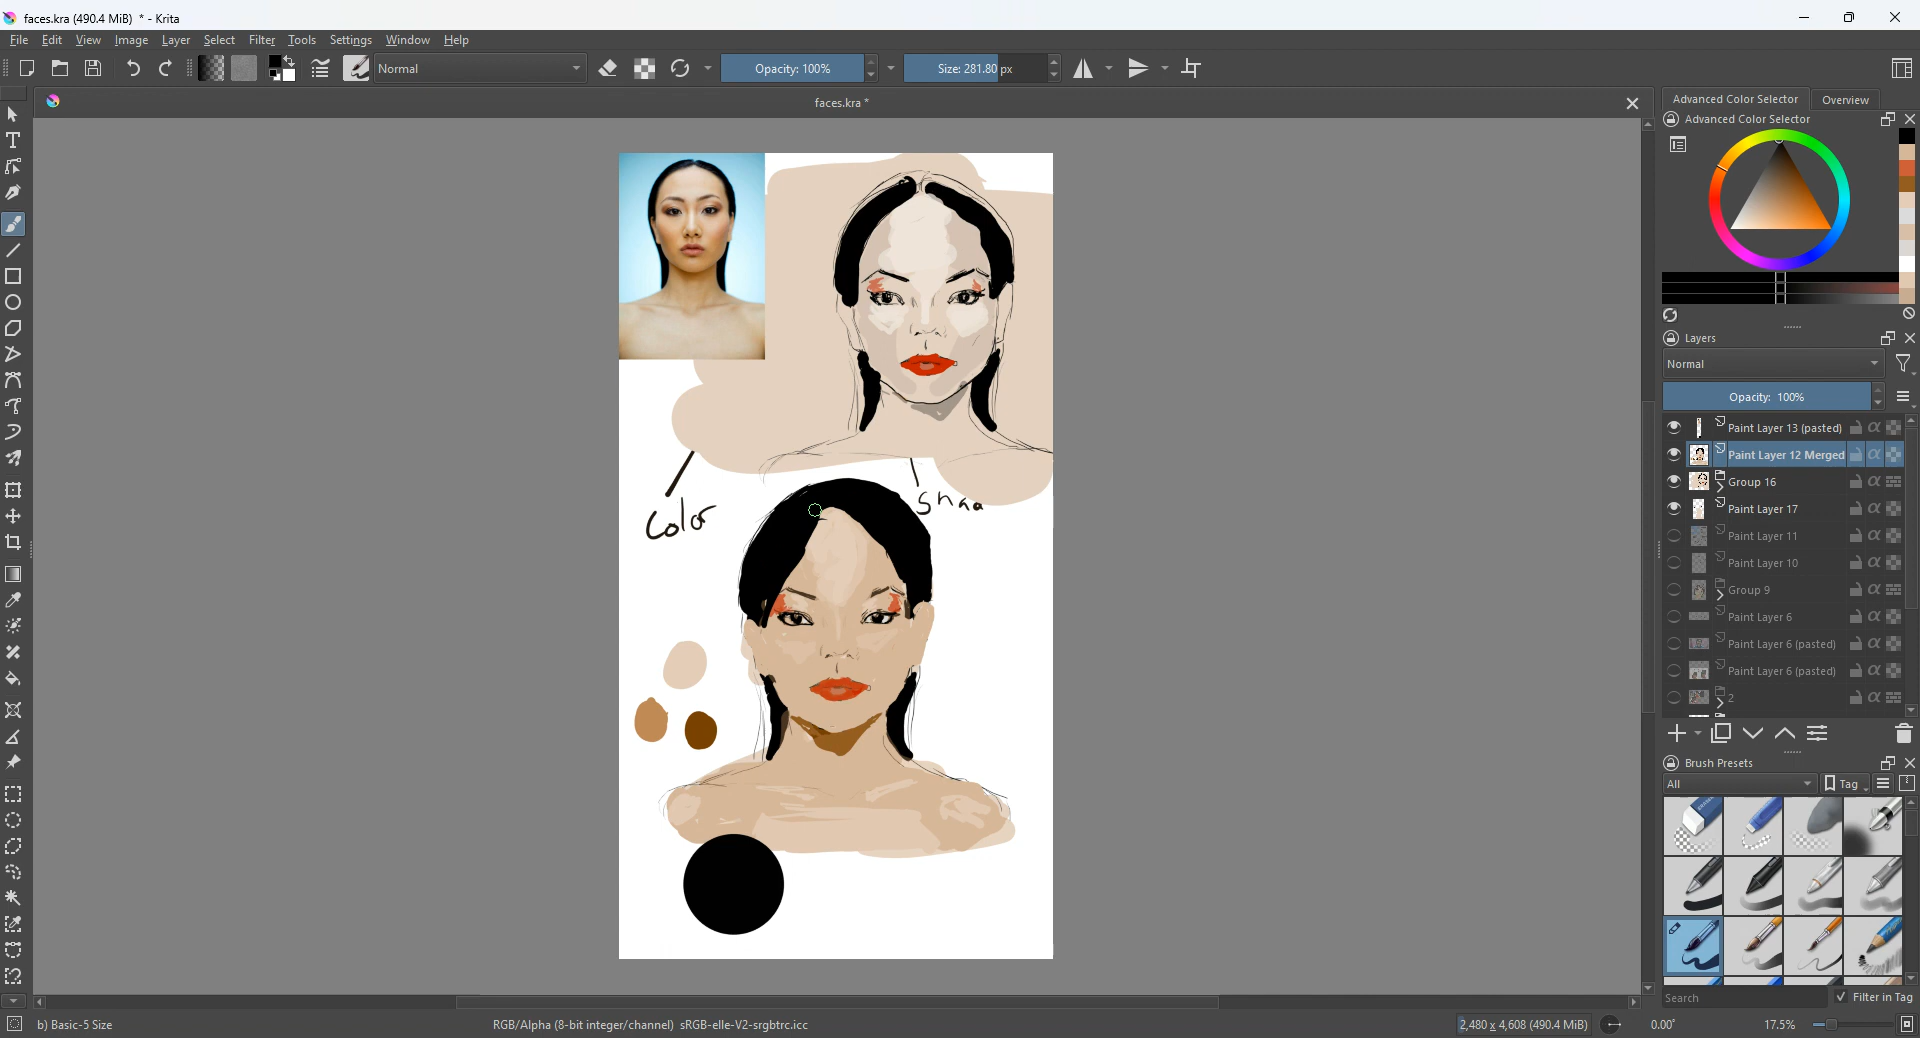 faces.kra (490.4 MiB) * - Krita
File Edit View Image Layer Select Filter Tools Settings Window Help
Normal Opacity: 100% Size: 281.80 px
faces.kra *
Advanced Color Selector Overview
Advanced Color Selector
Layers
Normal
Opacity: 100%
Paint Layer 13 (pasted)
Paint Layer 12 Merged
Group 16
Paint Layer 17
Paint Layer 11
Paint Layer 10
Group 9
Paint Layer 6
Paint Layer 6 (pasted)
Paint Layer 6 (pasted)
2
Color
Shaa
Brush Presets
All Tag
Search Filter in Tag
b) Basic-5 Size RGB/Alpha (8-bit integer/channel) sRGB-elle-V2-srgbtrc.icc 2,480 x 4,608 (490.4 MiB) 0.00° 17.5%